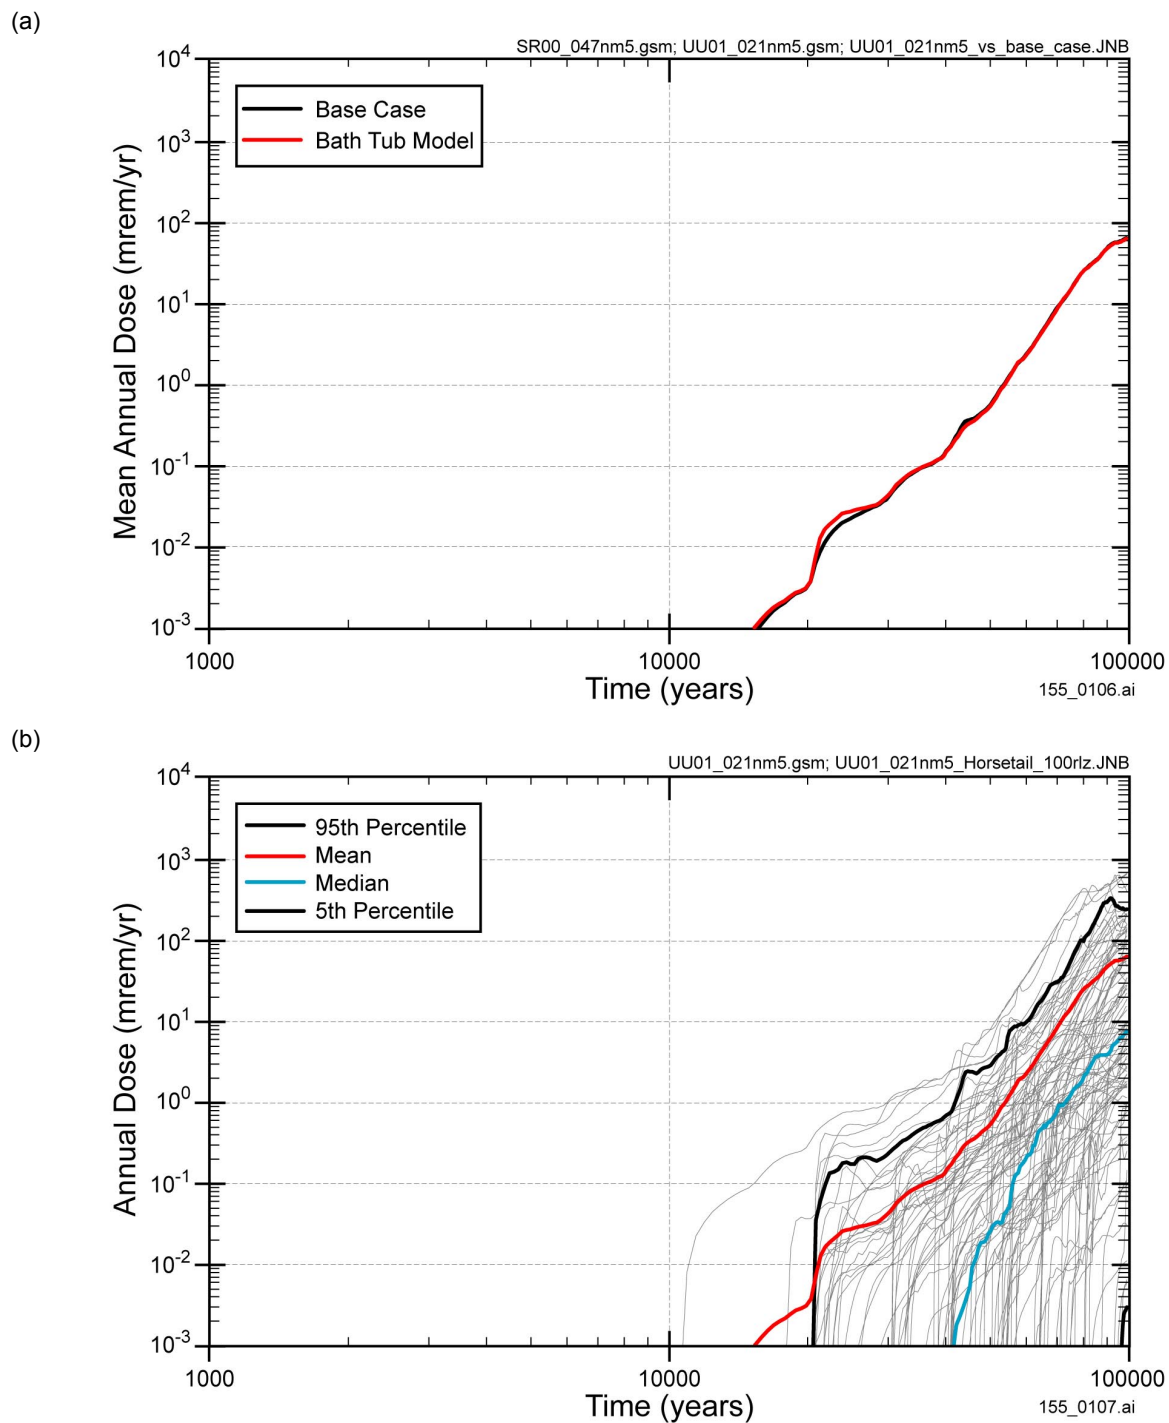 (a)
SR00_047nm5.gsm; UU01_021nm5.gsm; UU01_021nm5_vs_base_case.JNB
Mean Annual Dose (mrem/yr)
10^4
10^3
10^2
10^1
10^0
10^-1
10^-2
10^-3
Base Case
Bath Tub Model
1000
10000
100000
Time (years)
155_0106.ai
(b)
UU01_021nm5.gsm; UU01_021nm5_Horsetail_100rlz.JNB
Annual Dose (mrem/yr)
10^4
10^3
10^2
10^1
10^0
10^-1
10^-2
10^-3
95th Percentile
Mean
Median
5th Percentile
1000
10000
100000
Time (years)
155_0107.ai